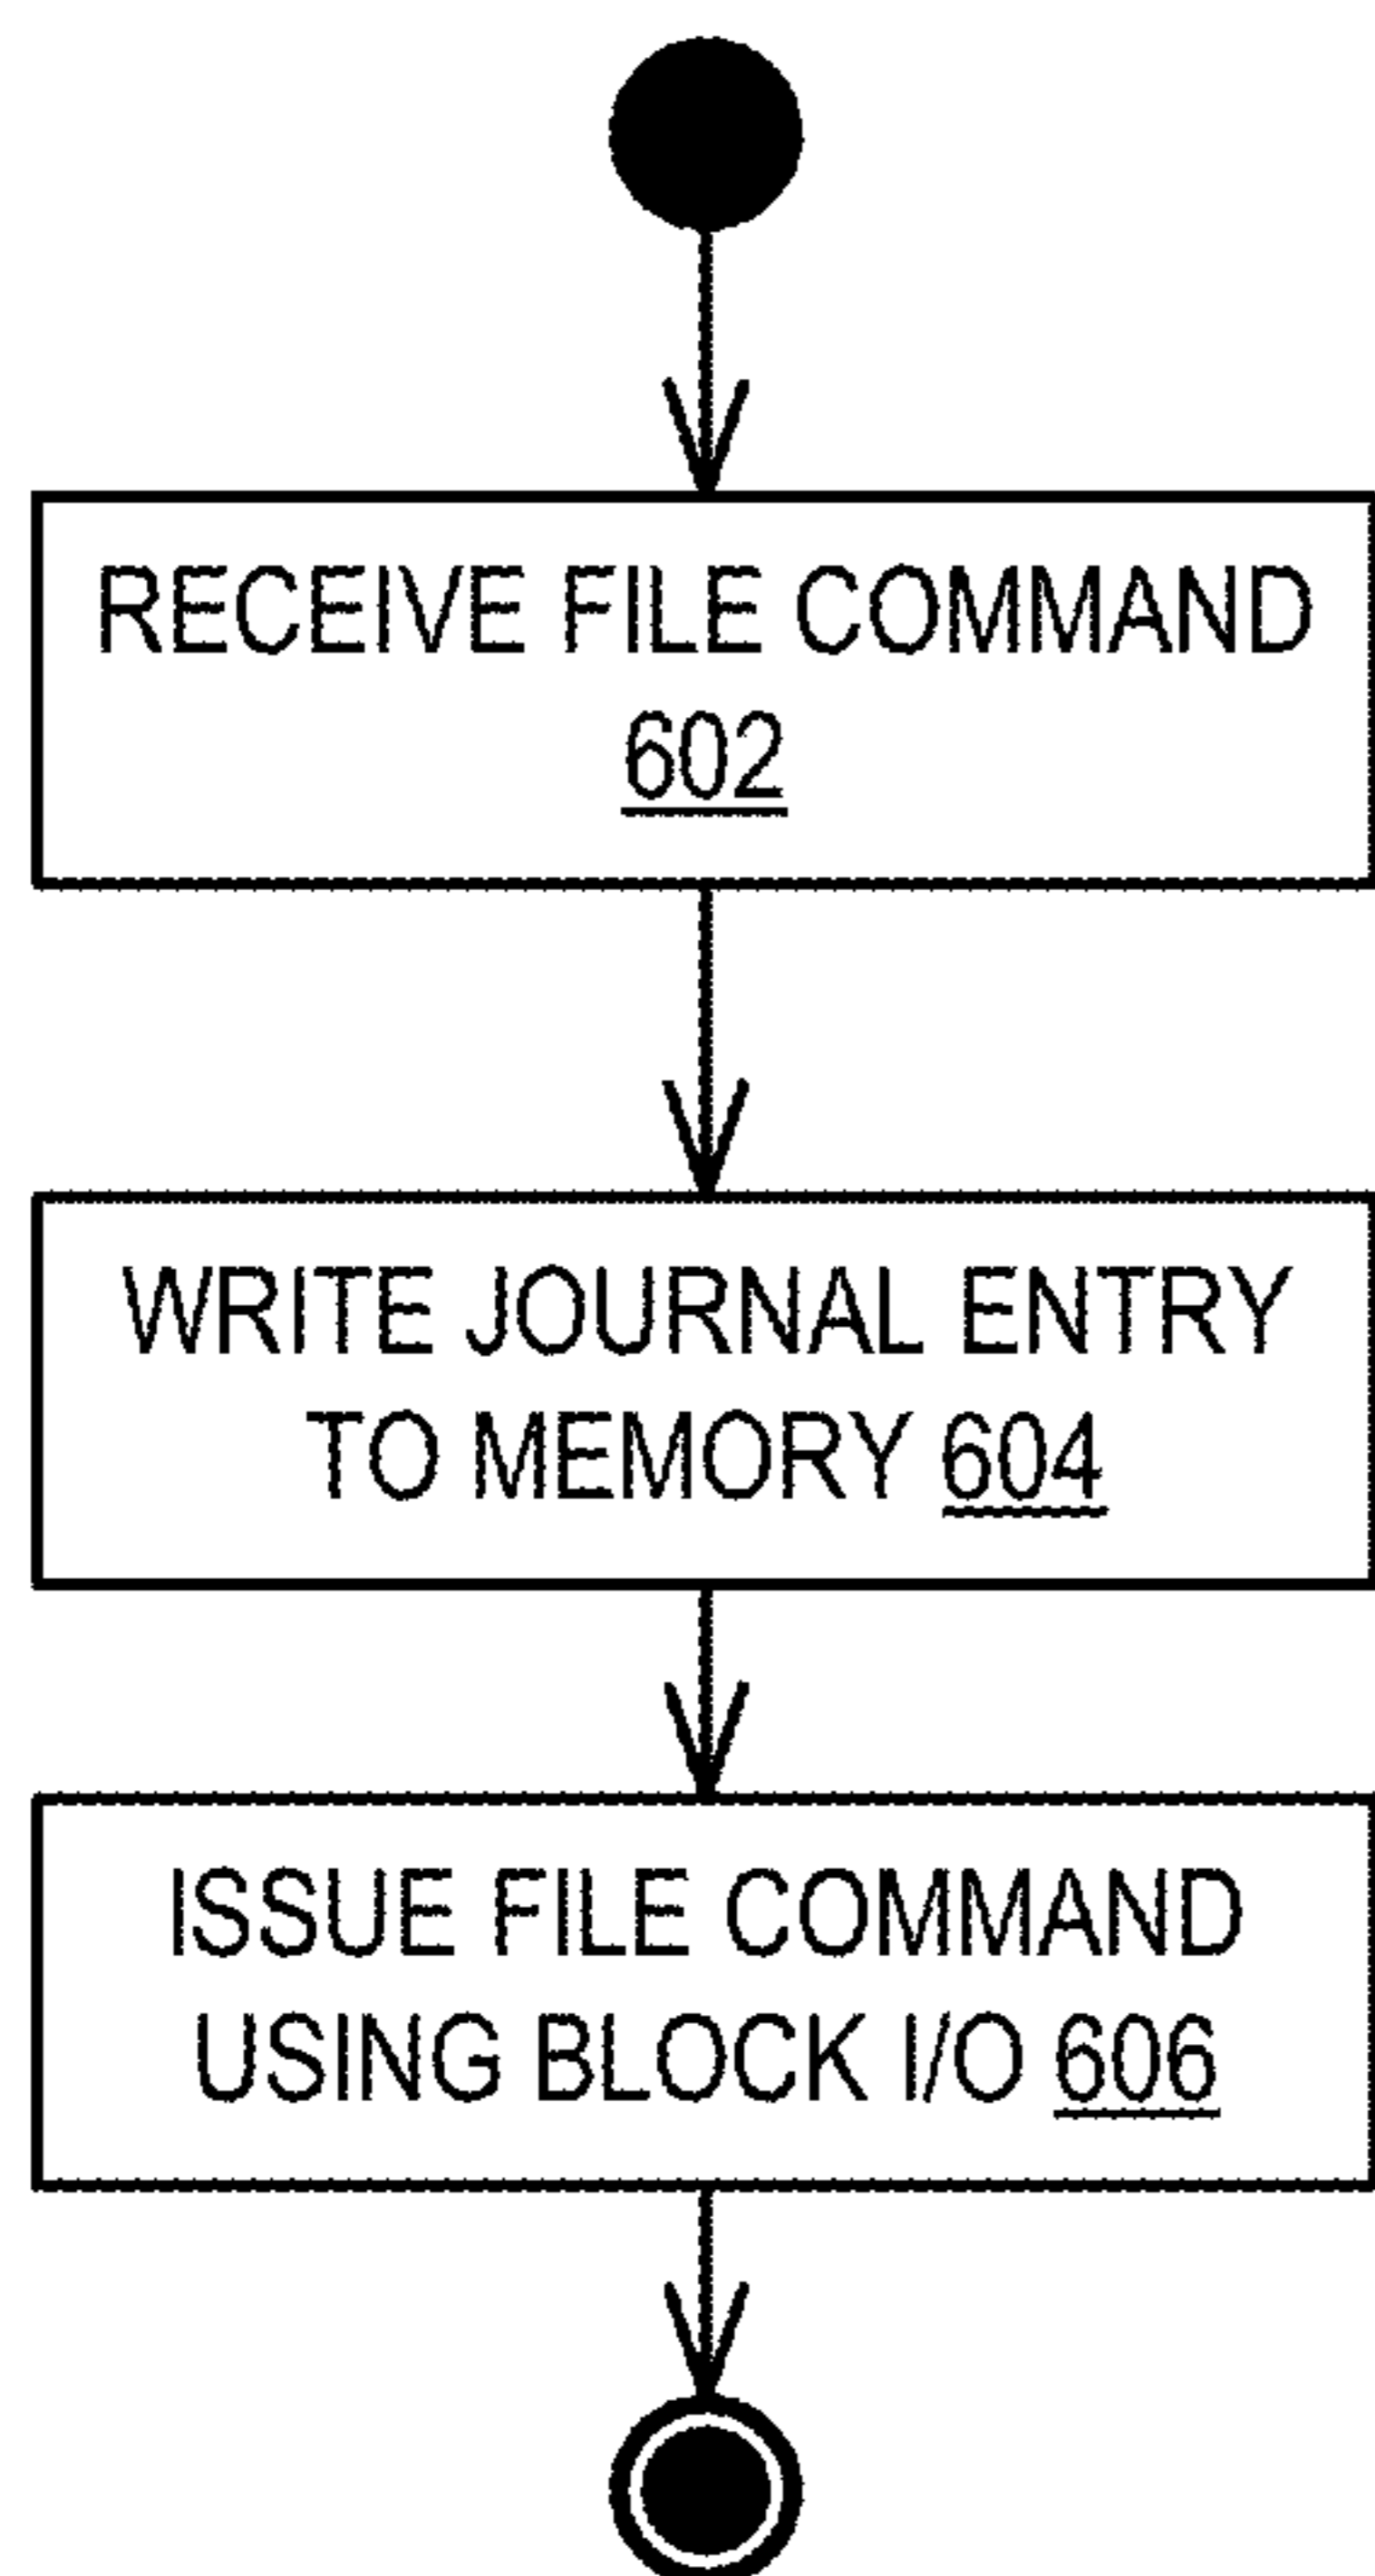 RECEIVE FILE COMMAND
602
WRITE JOURNAL ENTRY
TO MEMORY 604
ISSUE FILE COMMAND
USING BLOCK I/O 606